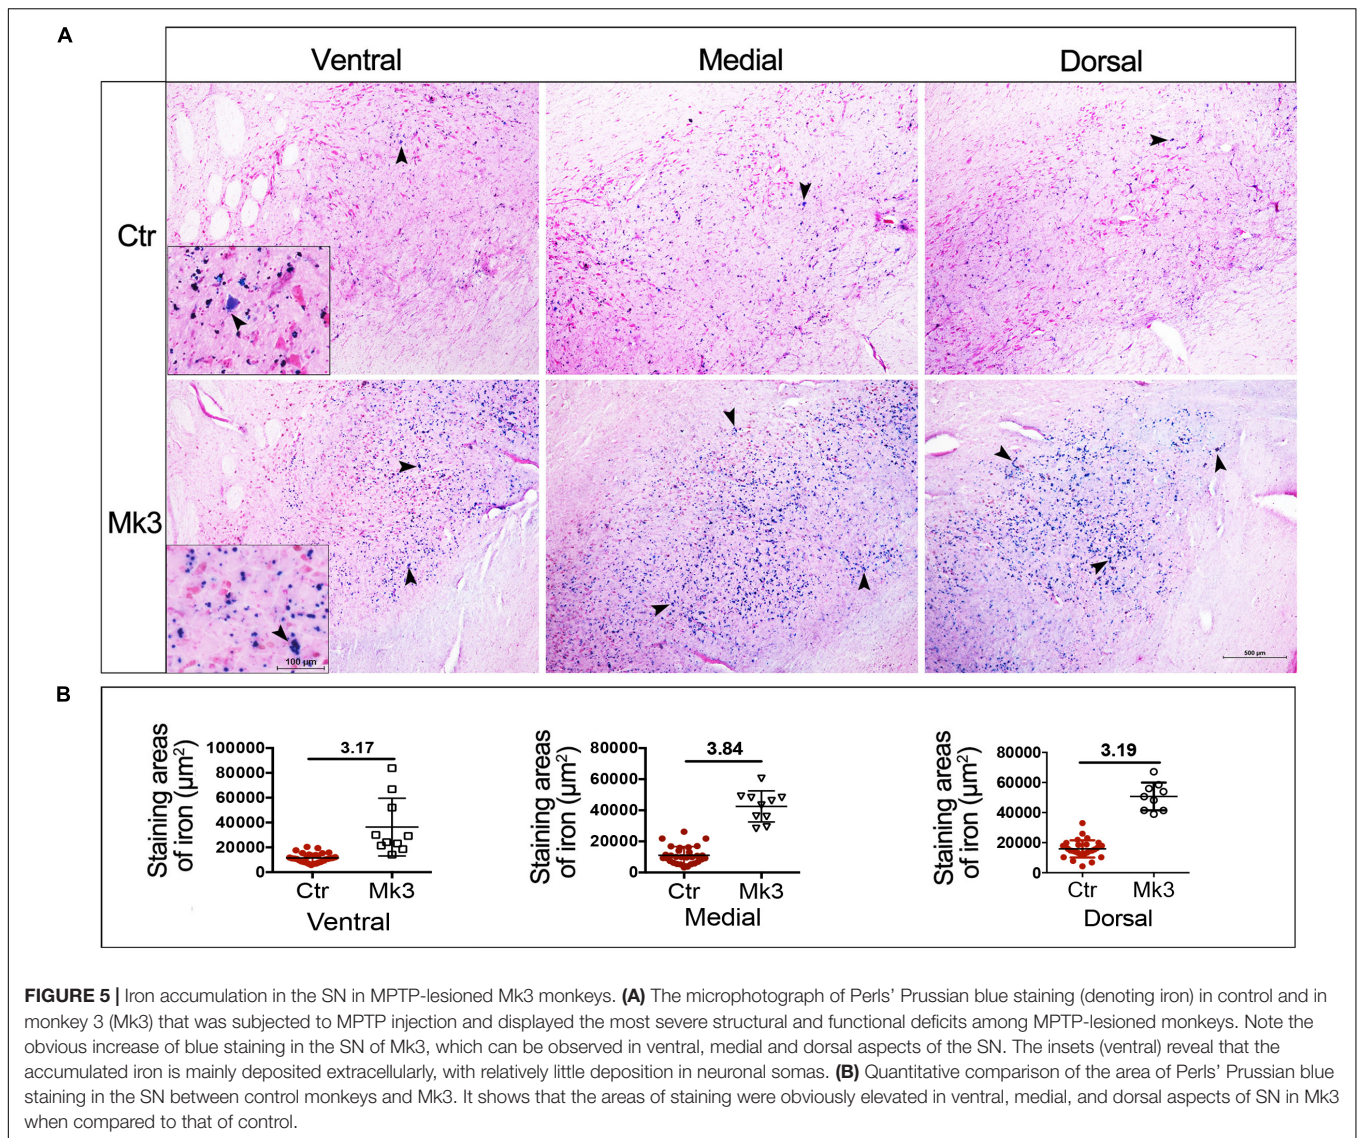 A
Ventral Medial Dorsal
Ctr
Mk3
100 µm
500 µm
B
Staining areas
of iron (µm²)
100000
80000
60000
40000
20000
0
3.17
Ctr Mk3
Ventral
Staining areas
of iron (µm²)
80000
60000
40000
20000
0
3.84
Ctr Mk3
Medial
Staining areas
of iron (µm²)
80000
60000
40000
20000
0
3.19
Ctr Mk3
Dorsal
FIGURE 5 | Iron accumulation in the SN in MPTP-lesioned Mk3 monkeys. (A) The microphotograph of Perls' Prussian blue staining (denoting iron) in control and in
monkey 3 (Mk3) that was subjected to MPTP injection and displayed the most severe structural and functional deficits among MPTP-lesioned monkeys. Note the
obvious increase of blue staining in the SN of Mk3, which can be observed in ventral, medial and dorsal aspects of the SN. The insets (ventral) reveal that the
accumulated iron is mainly deposited extracellularly, with relatively little deposition in neuronal somas. (B) Quantitative comparison of the area of Perls' Prussian blue
staining in the SN between control monkeys and Mk3. It shows that the areas of staining were obviously elevated in ventral, medial, and dorsal aspects of SN in Mk3
when compared to that of control.